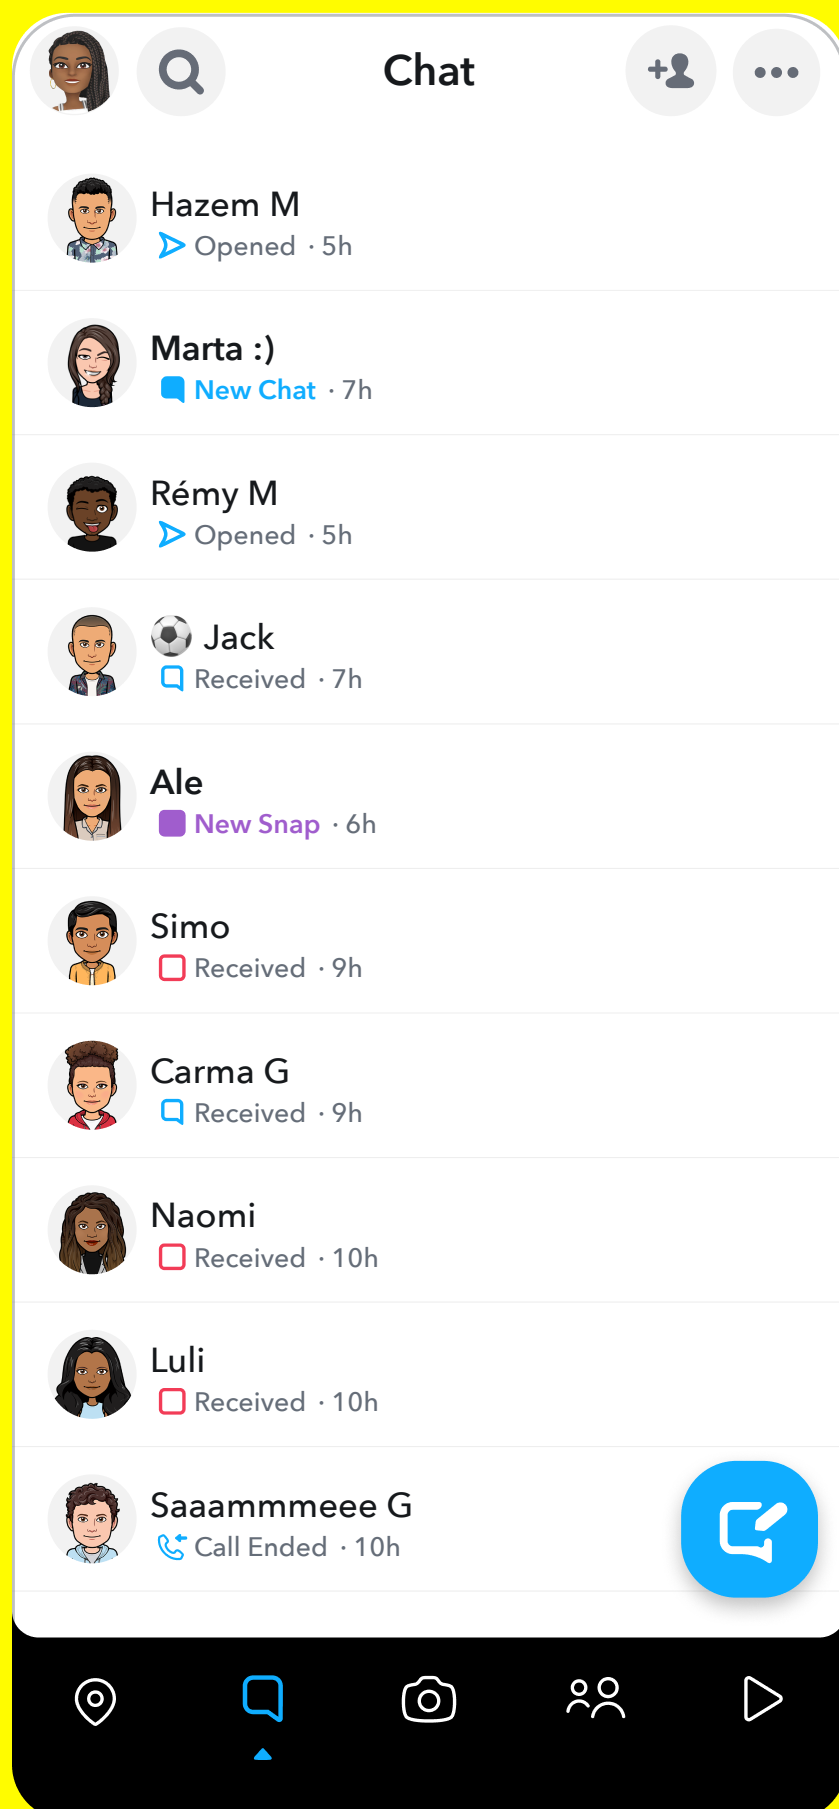 Chat
Hazem M
Opened · 5h
Marta :)
New Chat · 7h
Rémy M
Opened · 5h
⚽ Jack
Received · 7h
Ale
New Snap · 6h
Simo
Received · 9h
Carma G
Received · 9h
Naomi
Received · 10h
Luli
Received · 10h
Saaammmeee G
Call Ended · 10h